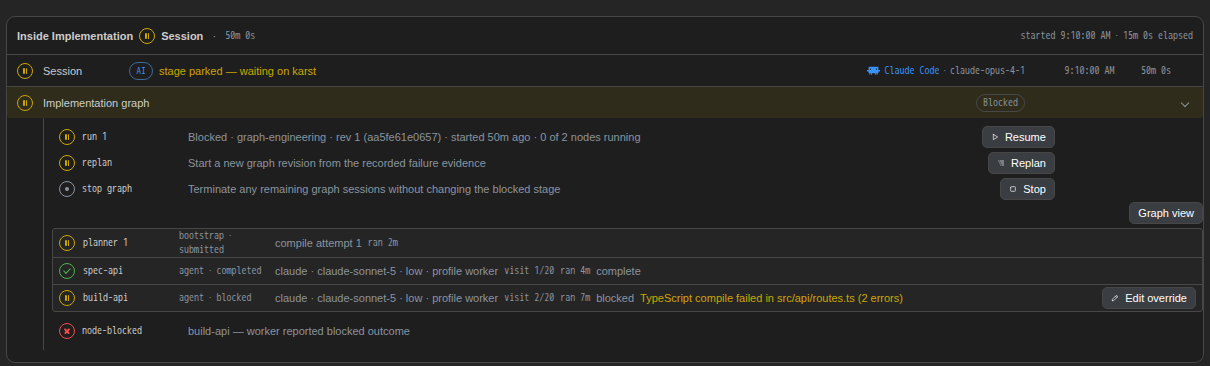 Inside Implementation Session · 50m 0s started 9:10:00 AM · 15m 0s elapsed
Session AI stage parked — waiting on karst Claude Code · claude-opus-4-1 9:10:00 AM 50m 0s
Implementation graph Blocked
run 1 Blocked · graph-engineering · rev 1 (aa5fe61e0657) · started 50m ago · 0 of 2 nodes running Resume
replan Start a new graph revision from the recorded failure evidence Replan
stop graph Terminate any remaining graph sessions without changing the blocked stage Stop
Graph view
planner 1 bootstrap · submitted compile attempt 1 ran 2m
spec-api agent · completed claude · claude-sonnet-5 · low · profile worker visit 1/20 ran 4m complete
build-api agent · blocked claude · claude-sonnet-5 · low · profile worker visit 2/20 ran 7m blocked TypeScript compile failed in src/api/routes.ts (2 errors) Edit override
node-blocked build-api — worker reported blocked outcome